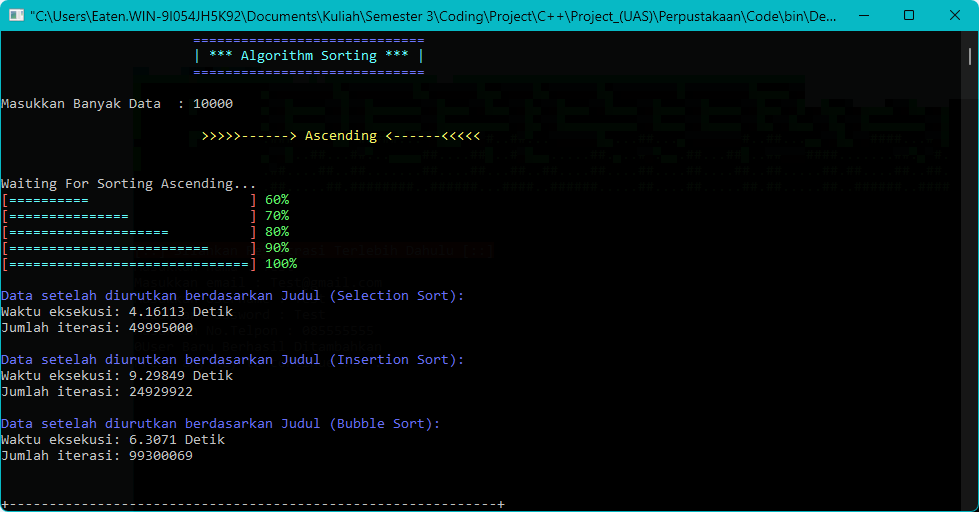 "C:\Users\Eaten.WIN-9I054JH5K92\Documents\Kuliah\Semester 3\Coding\Project\C++\Project_(UAS)\Perpustakaan\Code\bin\De...
=============================
| *** Algorithm Sorting *** |
=============================
Masukkan Banyak Data  : 10000
>>>>>------> Ascending <------<<<<<
Waiting For Sorting Ascending...
[==========                    ] 60%
[===============               ] 70%
[====================          ] 80%
[=========================     ] 90%
[==============================] 100%
Data setelah diurutkan berdasarkan Judul (Selection Sort):
Waktu eksekusi: 4.16113 Detik
Jumlah iterasi: 49995000
Data setelah diurutkan berdasarkan Judul (Insertion Sort):
Waktu eksekusi: 9.29849 Detik
Jumlah iterasi: 24929922
Data setelah diurutkan berdasarkan Judul (Bubble Sort):
Waktu eksekusi: 6.3071 Detik
Jumlah iterasi: 99300069
+-------------------------------------------------------------+